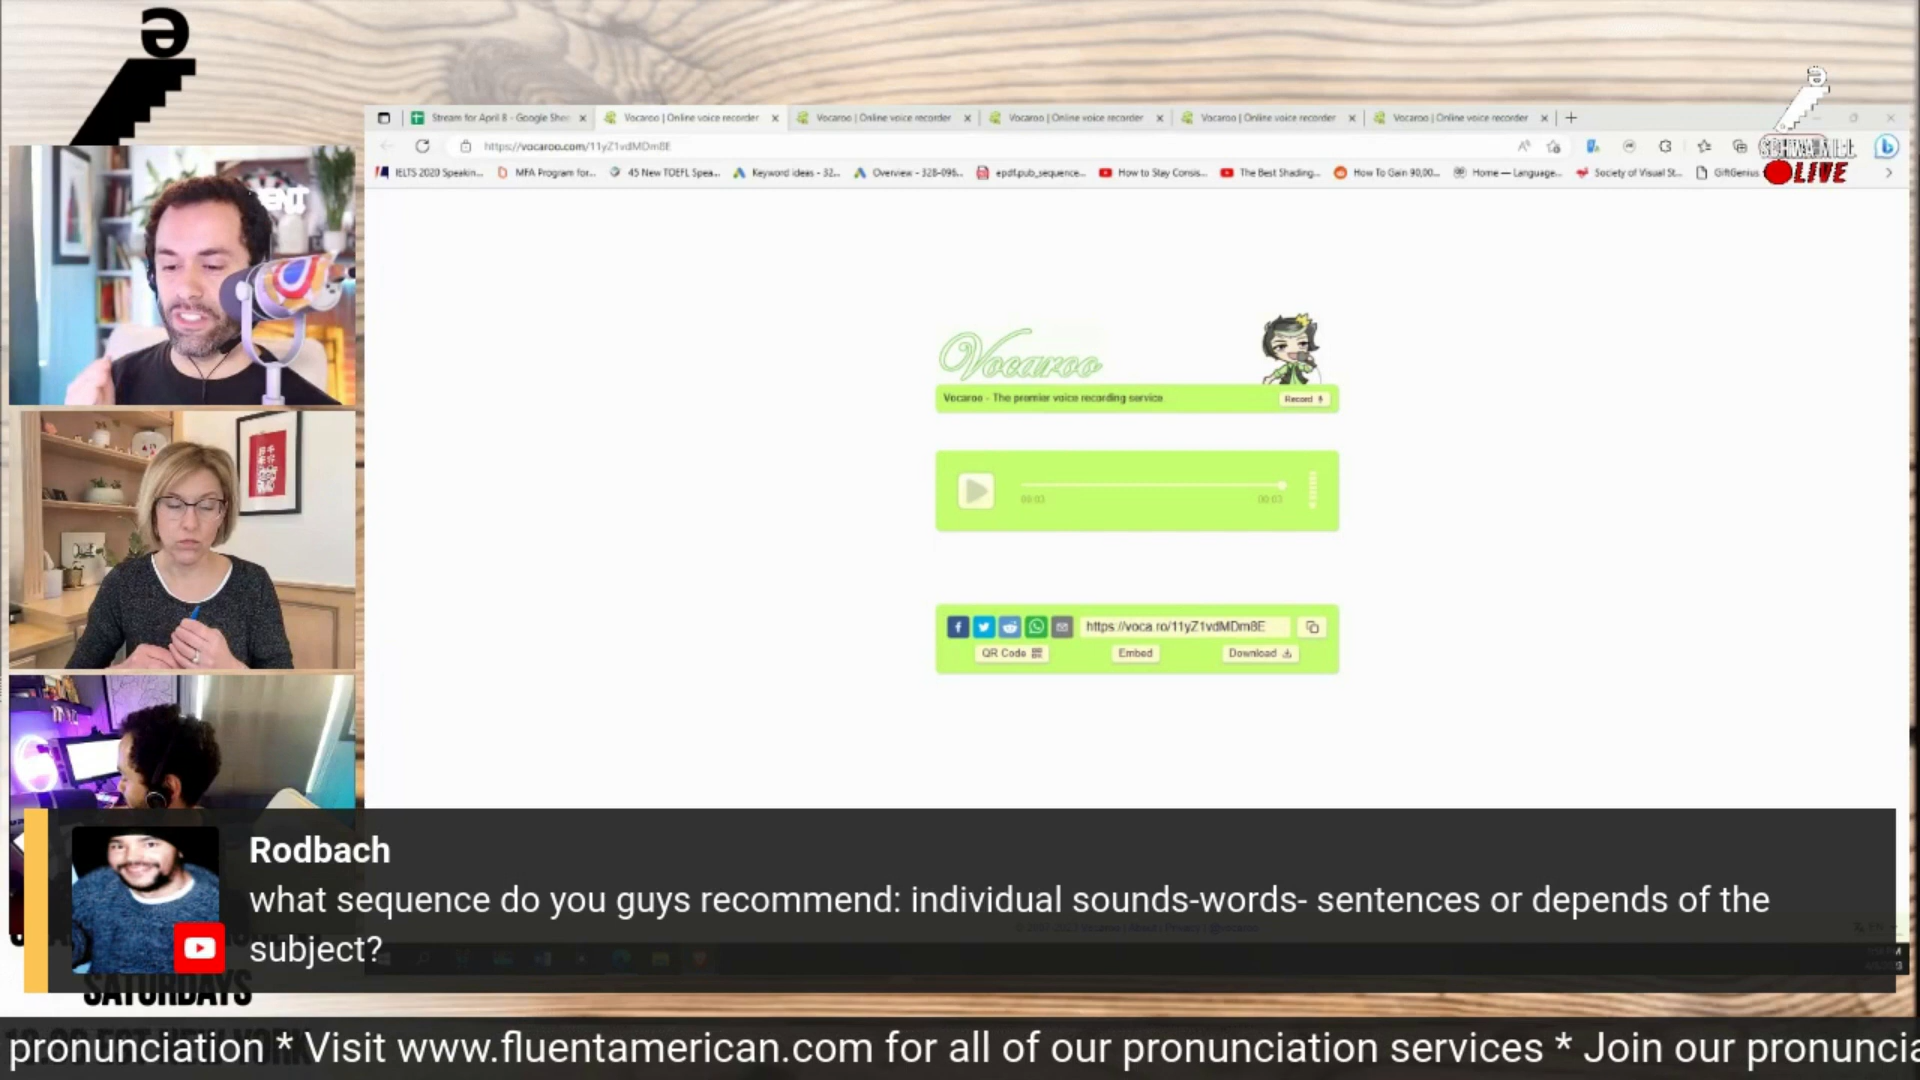 ə
Stream for April 8 - Google Shee
Vocaroo | Online voice recorder
Vocaroo | Online voice recorder
Vocaroo | Online voice recorder
Vocaroo | Online voice recorder
Vocaroo | Online voice recorder
https://vocaroo.com/11yZ1vdMDm8E
IELTS 2020 Speakin...
MFA Program for...
45 New TOEFL Spea...
Keyword ideas - 32...
Overview - 328-096...
epdf.pub_sequence...
How to Stay Consis...
The Best Shading...
How To Gain 90,00...
Home — Language...
Society of Visual St...
GiftGenius
ə
LIVE
Vocaroo
Vocaroo - The premier voice recording service
Record
00:03
00:03
https://voca.ro/11yZ1vdMDm8E
QR Code
Embed
Download
Rodbach
what sequence do you guys recommend: individual sounds-words- sentences or depends of the
subject?
SATURDAYS
pronunciation * Visit www.fluentamerican.com for all of our pronunciation services * Join our pronuncia